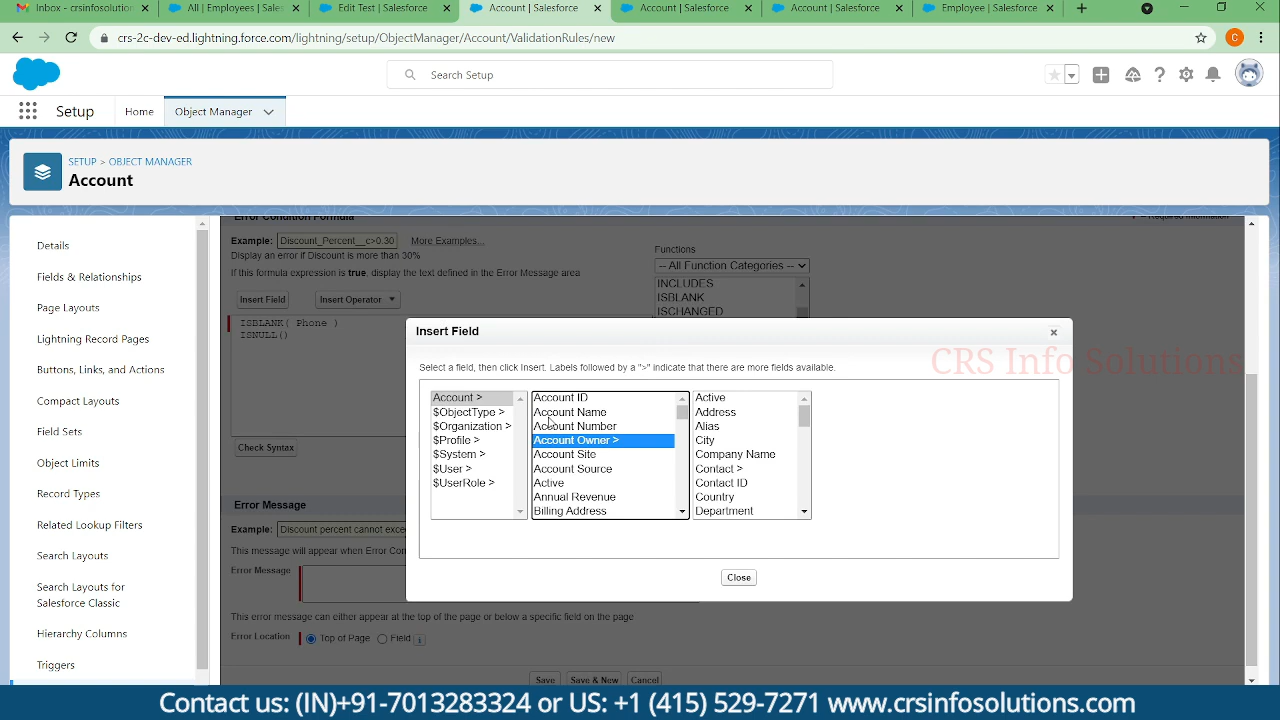 Inbox - crsinfosolutions@gm
All | Employees | Sales
Edit Test | Salesforce
Account | Salesforce
Account | Salesforce
Account | Salesforce
Employee | Salesforce
crs-2c-dev-ed.lightning.force.com/lightning/setup/ObjectManager/Account/ValidationRules/new
C
Search Setup
Setup
Home
Object Manager
SETUP > OBJECT MANAGER
Account
Details
Fields & Relationships
Page Layouts
Lightning Record Pages
Buttons, Links, and Actions
Compact Layouts
Field Sets
Object Limits
Record Types
Related Lookup Filters
Search Layouts
Search Layouts for
Salesforce Classic
Hierarchy Columns
Triggers
Error Condition Formula
= Required Information
Example: Discount_Percent__c>0.30 More Examples...
Display an error if Discount is more than 30%
If this formula expression is true, display the text defined in the Error Message area
Insert Field
Insert Operator
ISBLANK( Phone )
ISNULL()
Functions
-- All Function Categories --
INCLUDES
ISBLANK
ISCHANGED
Check Syntax
Insert Field
Select a field, then click Insert. Labels followed by a ">" indicate that there are more fields available.
Account >
$ObjectType >
$Organization >
$Profile >
$System >
$User >
$UserRole >
Account ID
Account Name
Account Number
Account Owner >
Account Site
Account Source
Active
Annual Revenue
Billing Address
Active
Address
Alias
City
Company Name
Contact >
Contact ID
Country
Department
Close
CRS Info Solutions
Error Message
Example: Discount percent cannot exce
This message will appear when Error Con
Error Message
This error message can either appear at the top of the page or below a specific field on the page
Error Location
Top of Page
Field
i
Save
Save & New
Cancel
Contact us: (IN)+91-7013283324 or US: +1 (415) 529-7271 www.crsinfosolutions.com